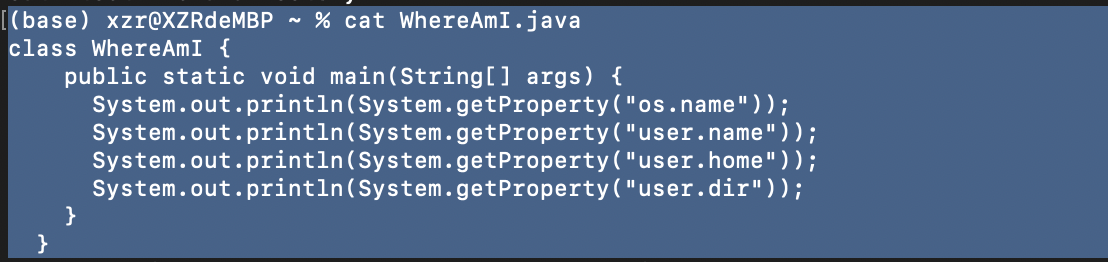 [(base) xzr@XZRdeMBP ~ % cat WhereAmI.java
class WhereAmI {
    public static void main(String[] args) {
      System.out.println(System.getProperty("os.name"));
      System.out.println(System.getProperty("user.name"));
      System.out.println(System.getProperty("user.home"));
      System.out.println(System.getProperty("user.dir"));
    }
  }